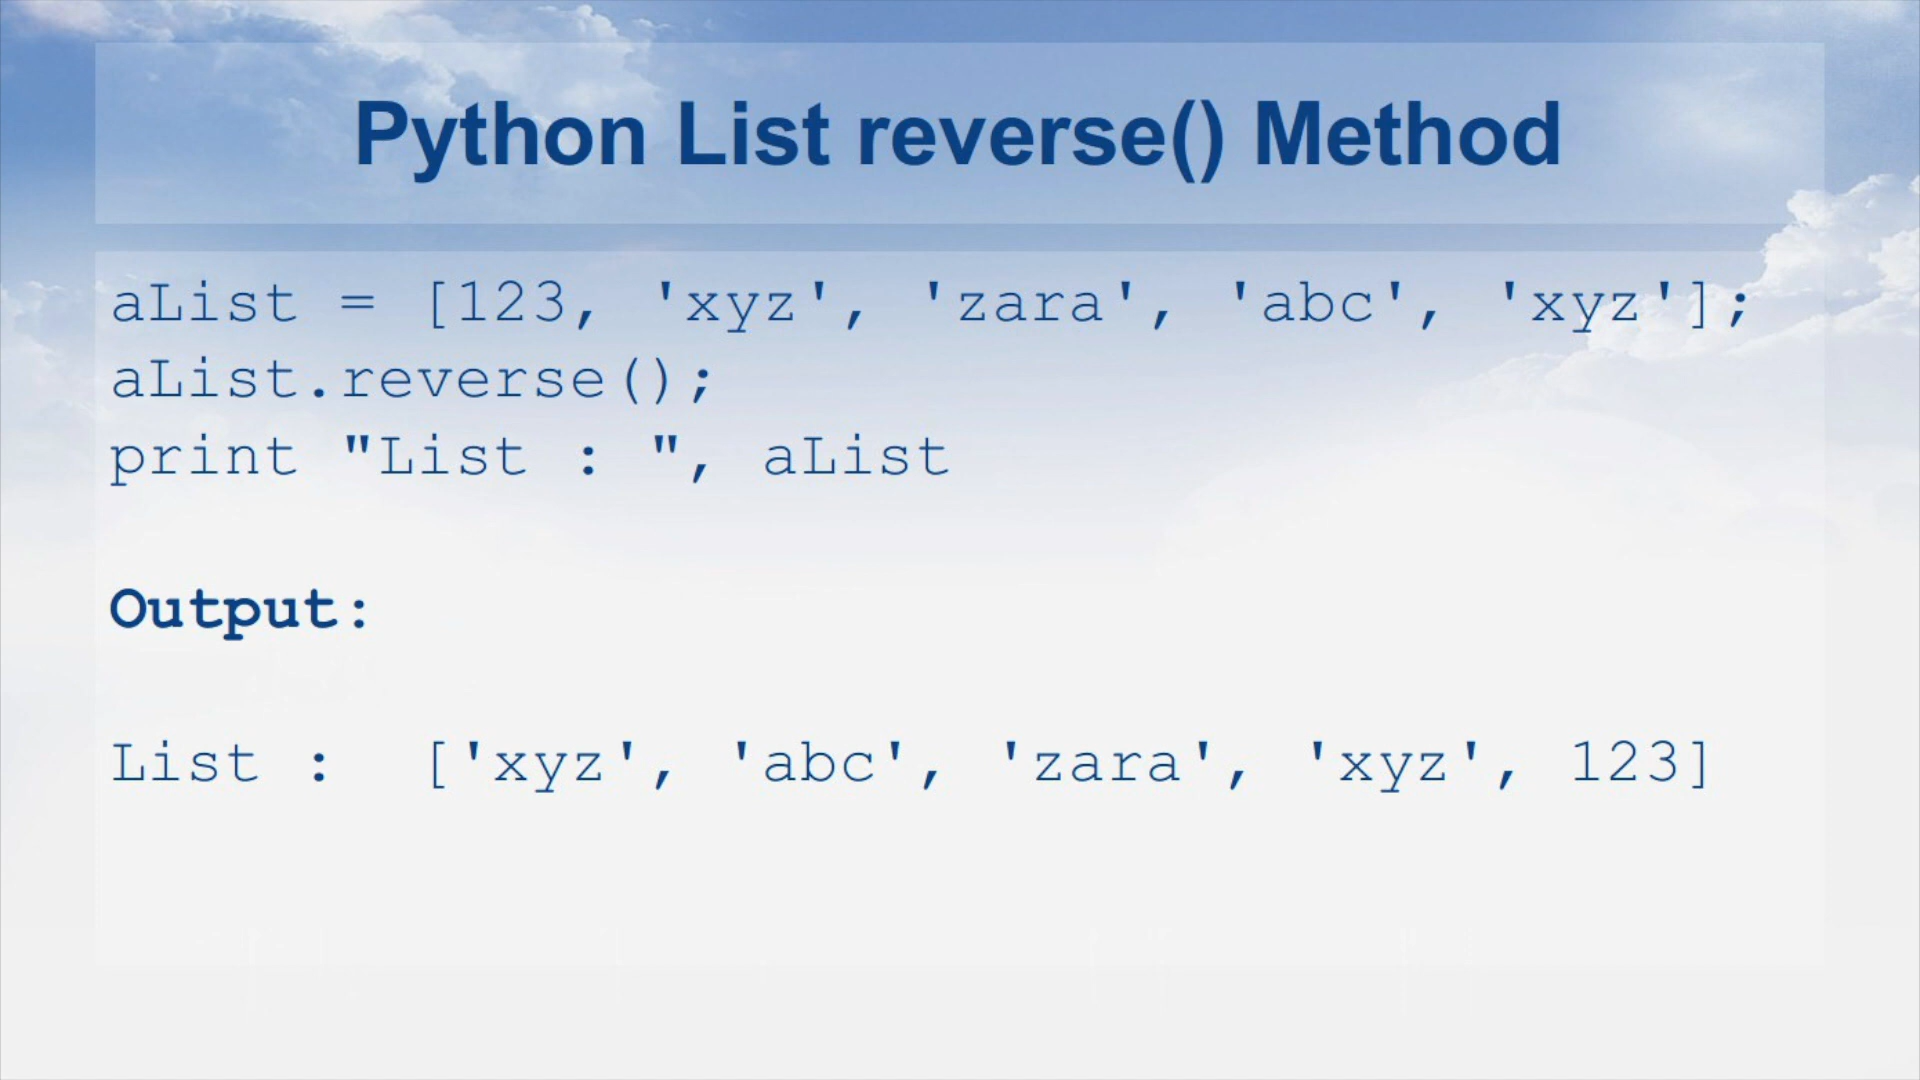 Python List reverse() Method
aList = [123, 'xyz', 'zara', 'abc', 'xyz'];
aList.reverse();
print "List : ", aList
Output:
List :  ['xyz', 'abc', 'zara', 'xyz', 123]